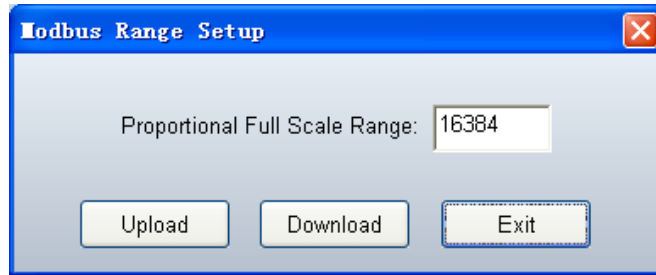 Modbus Range Setup
Proportional Full Scale Range: 16384
Upload Download Exit